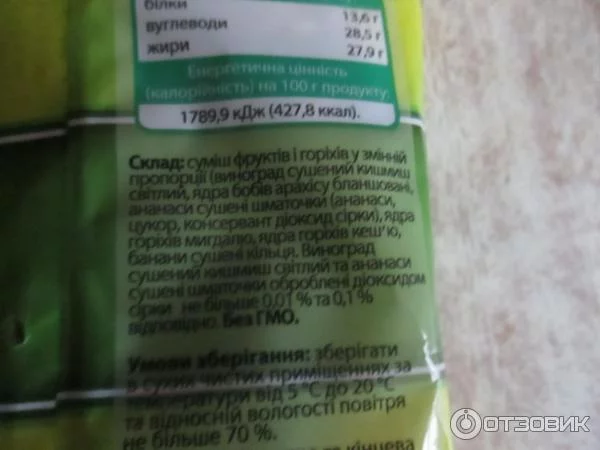 білки 13,6 г
вуглеводи 28,5 г
жири 27,9 г
Енергетична цінність
(калорійність) на 100 г продукту:
1789,9 кДж (427,8 ккал).
Склад: суміш фруктів і горіхів у змінній
пропорції (виноград сушений кишмиш
світлий, ядра бобів арахісу бланшовані,
ананаси сушені шматочки (ананаси,
цукор, консервант діоксид сірки), ядра
горіхів мигдалю, ядра горіхів кеш'ю,
банани сушені кільця. Виноград
сушений кишмиш світлий та ананаси
сушені шматочки оброблені діоксидом
сірки не більше 0,01 % та 0,1 %
відповідно. Без ГМО.
Умови зберігання: зберігати
в сухих чистих приміщеннях за
температури від 5 °С до 20 °С
та відносній вологості повітря
не більше 70 %.
та кінцева
ОТЗОВИК